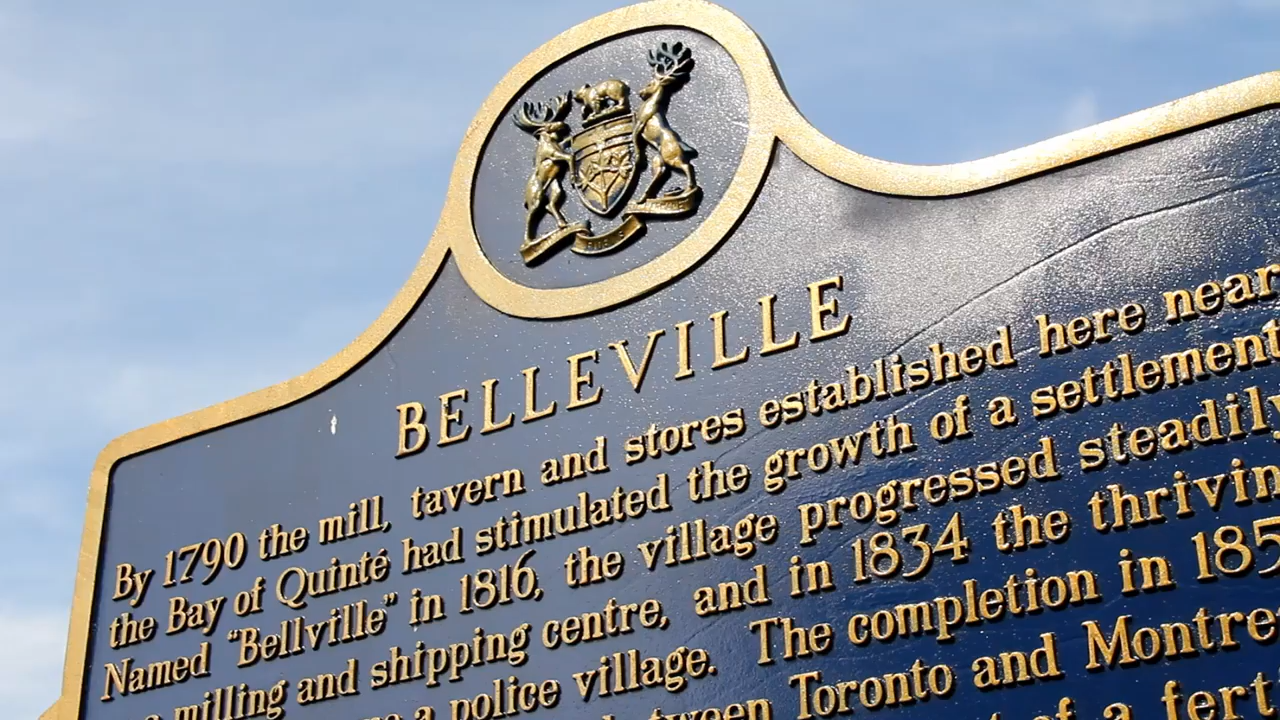 BELLEVILLE
By 1790 the mill, tavern and stores established here near
the Bay of Quinté had stimulated the growth of a settlement
Named "Bellville" in 1816, the village progressed steadily
milling and shipping centre, and in 1834 the thrivin
a police village. The completion in 185
tween Toronto and Montre
of a fert